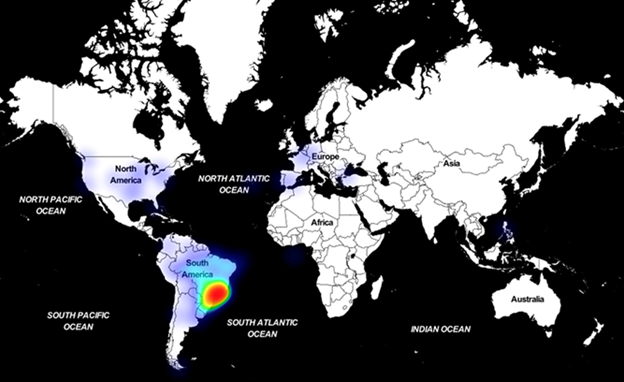 North
America
Europe
Asia
NORTH ATLANTIC
OCEAN
NORTH PACIFIC
OCEAN
Africa
South
America
Australia
SOUTH PACIFIC
OCEAN
SOUTH ATLANTIC
OCEAN
INDIAN OCEAN